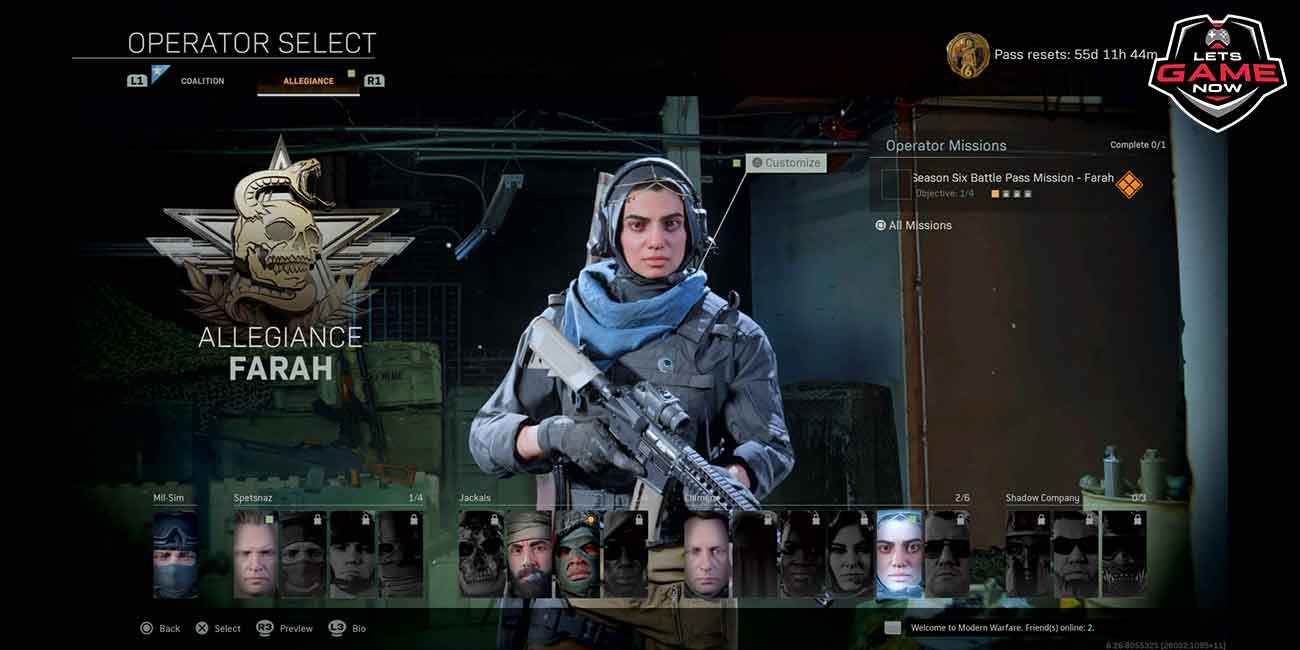 OPERATOR SELECT
L1 COALITION ALLEGIANCE R1
6 Pass resets: 55d 11h 44m
LETS
GAME
NOW
Customize
Operator Missions
Complete 0/1
Season Six Battle Pass Mission - Farah
Objective: 1/4
All Missions
ALLEGIANCE
FARAH
Mil-Sim
Spetsnaz 1/4
Jackals
2/6
Shadow Company 0/3
Back Select R3 Preview L3 Bio
Welcome to Modern Warfare. Friend(s) online: 2.